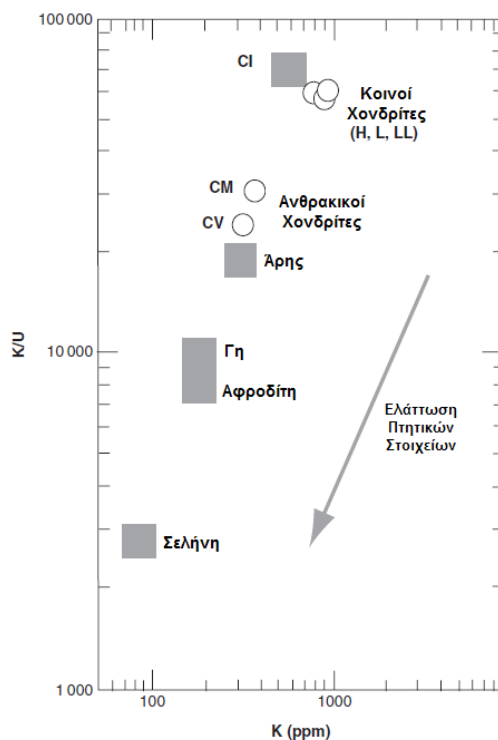 100 000
CI
Κοινοί
Χονδρίτες
(H, L, LL)
CM
Ανθρακικοί
Χονδρίτες
CV
Άρης
K/U
10 000
Γη
Αφροδίτη
Ελάττωση
Πτητικών
Στοιχείων
Σελήνη
1 000
100
1000
K (ppm)